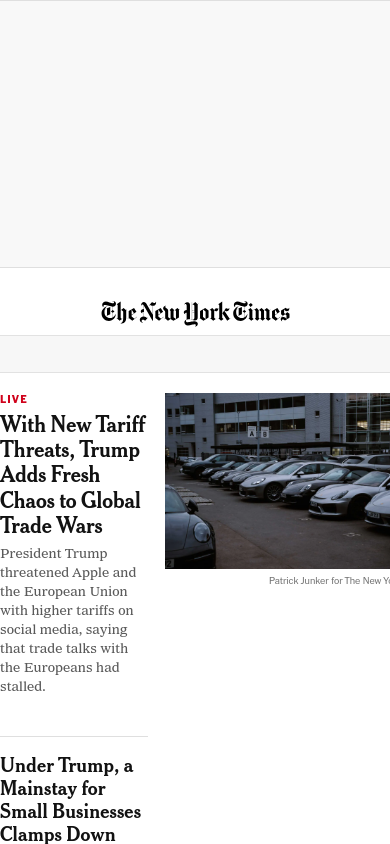 The New York Times
LIVE
With New Tariff
Threats, Trump
Adds Fresh
Chaos to Global
Trade Wars
President Trump
threatened Apple and
the European Union
with higher tariffs on
social media, saying
that trade talks with
the Europeans had
stalled.
A 8
Patrick Junker for The New Yo
Under Trump, a
Mainstay for
Small Businesses
Clamps Down